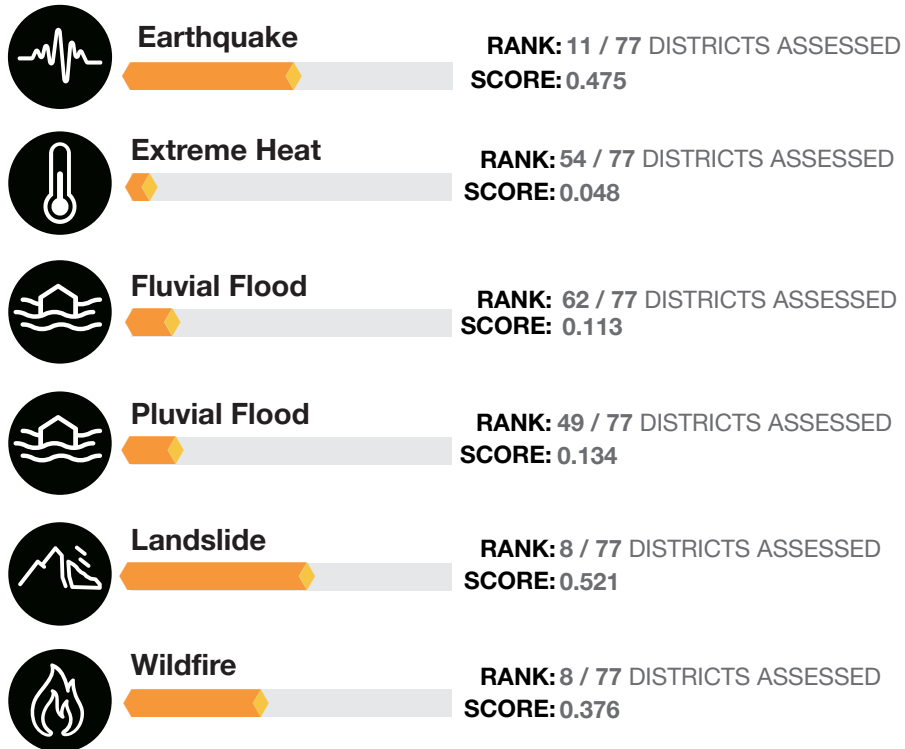 Earthquake
RANK: 11 / 77 DISTRICTS ASSESSED
SCORE: 0.475
Extreme Heat
RANK: 54 / 77 DISTRICTS ASSESSED
SCORE: 0.048
Fluvial Flood
RANK: 62 / 77 DISTRICTS ASSESSED
SCORE: 0.113
Pluvial Flood
RANK: 49 / 77 DISTRICTS ASSESSED
SCORE: 0.134
Landslide
RANK: 8 / 77 DISTRICTS ASSESSED
SCORE: 0.521
Wildfire
RANK: 8 / 77 DISTRICTS ASSESSED
SCORE: 0.376